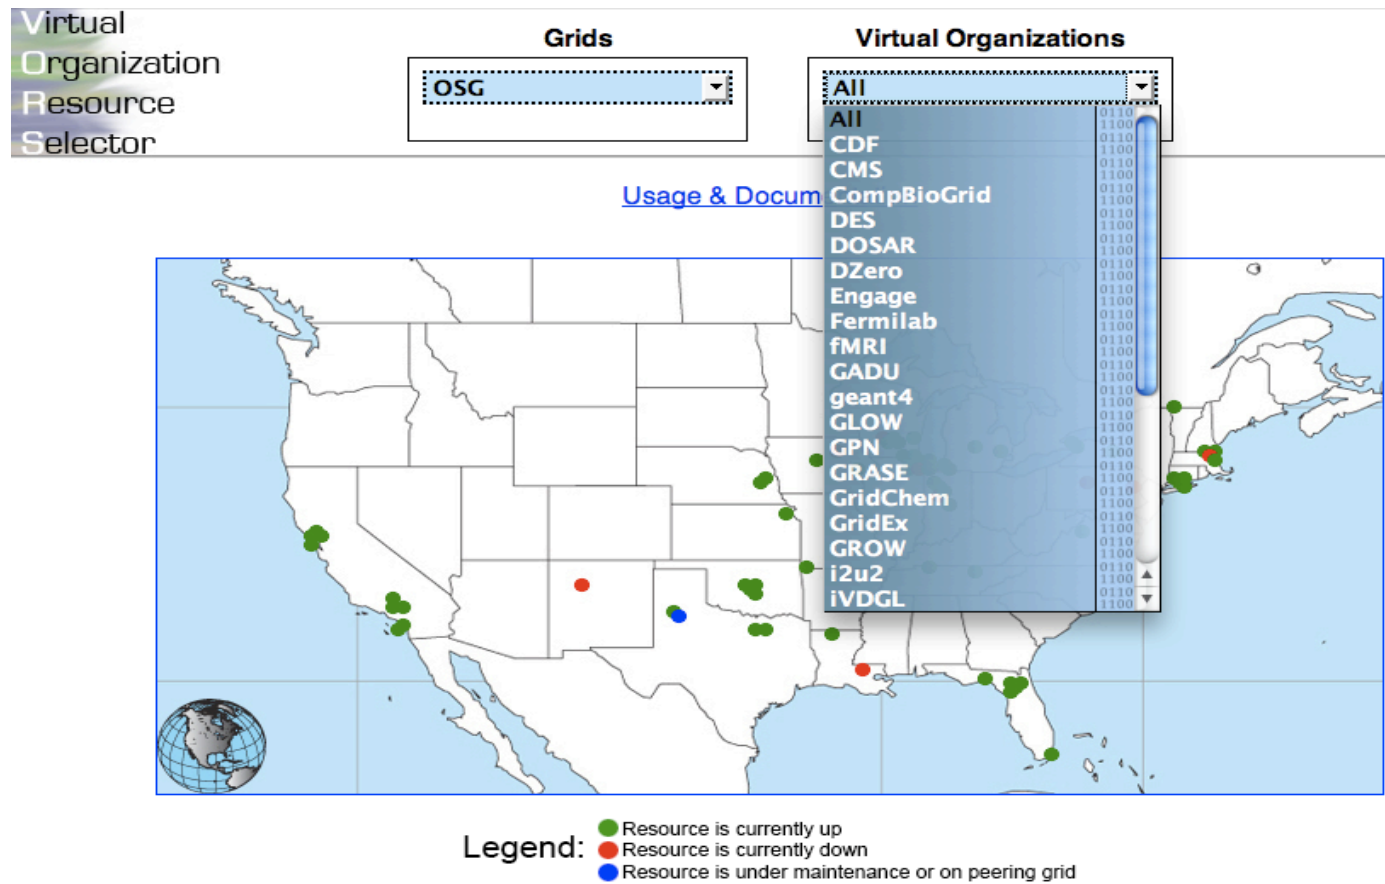 Virtual
Organization
Resource
Selector
Grids
OSG
Virtual Organizations
All
All
CDF
CMS
CompBioGrid
DES
DOSAR
DZero
Engage
Fermilab
fMRI
GADU
geant4
GLOW
GPN
GRASE
GridChem
GridEx
GROW
i2u2
iVDGL
Usage & Docum
Legend:
Resource is currently up
Resource is currently down
Resource is under maintenance or on peering grid